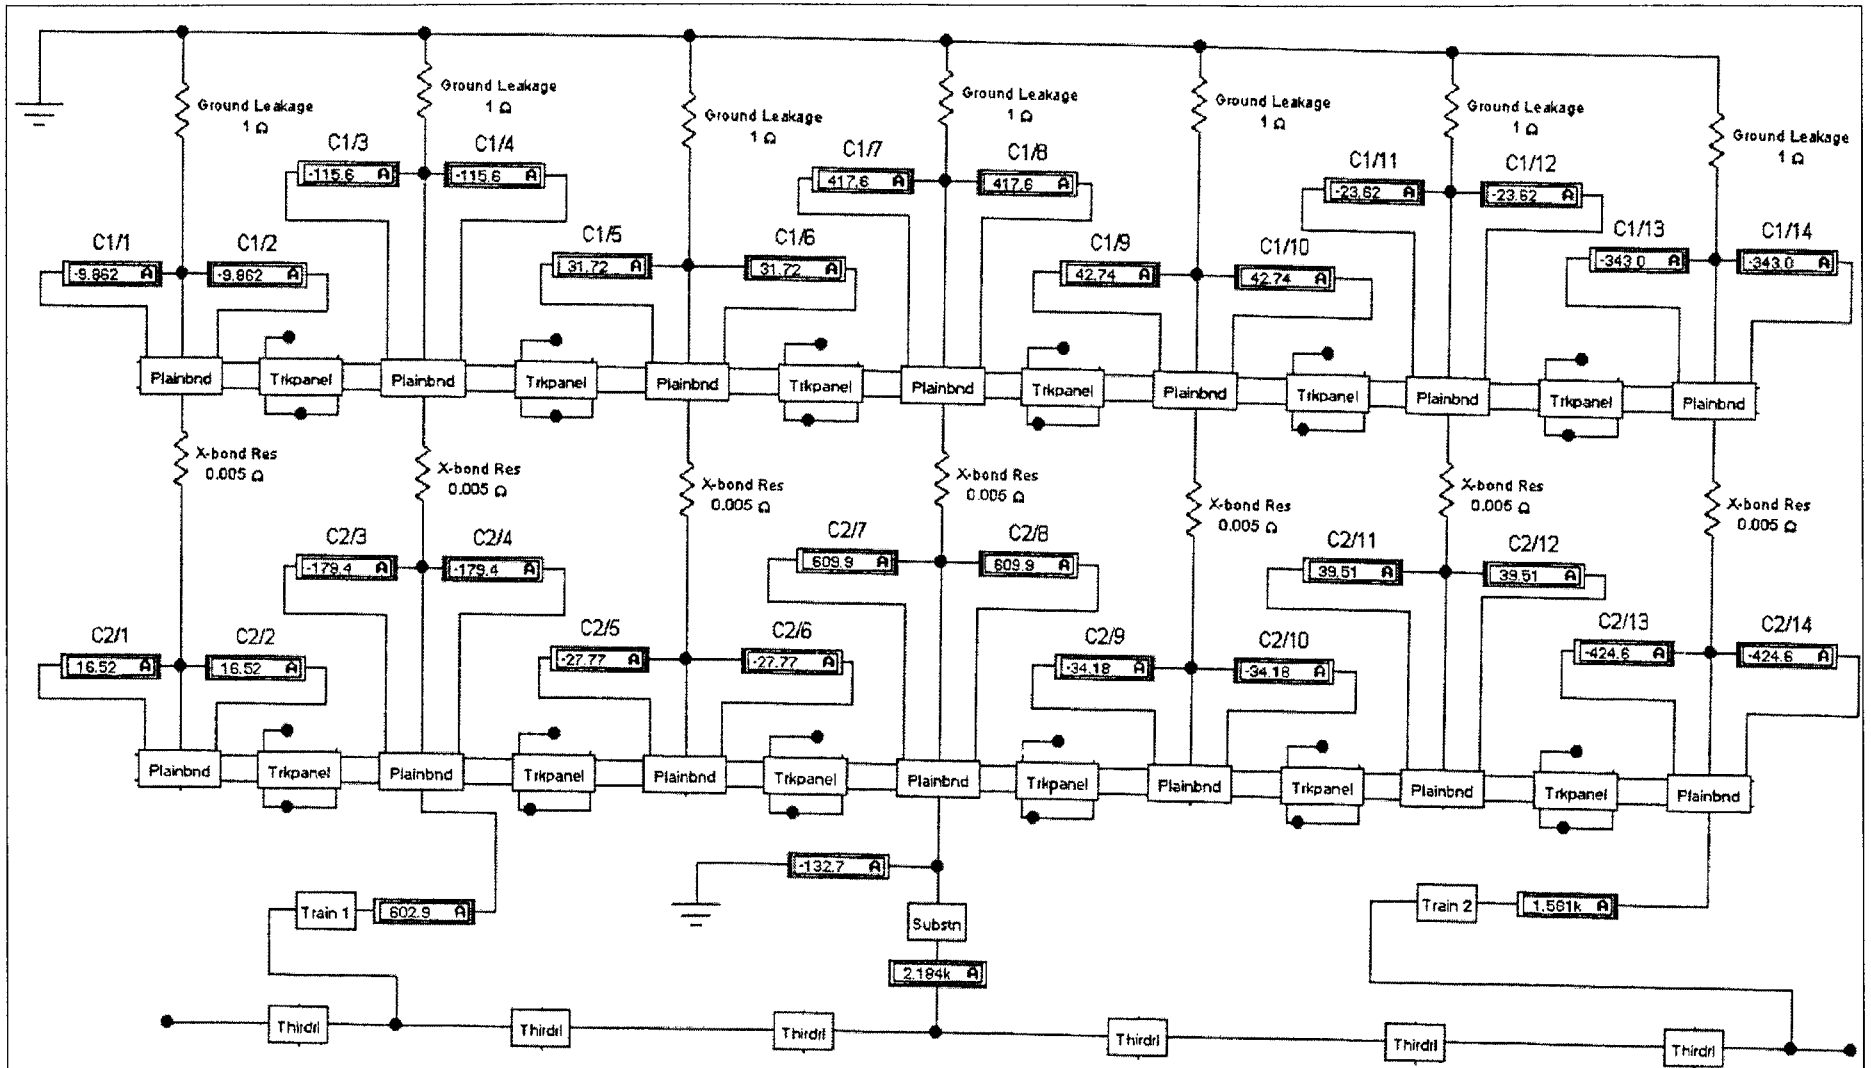 Ground Leakage
1 Ω
Ground Leakage
1 Ω
Ground Leakage
1 Ω
Ground Leakage
1 Ω
Ground Leakage
1 Ω
Ground Leakage
1 Ω
Ground Leakage
1 Ω
C1/3
-115.6 A
C1/4
-115.6 A
C1/7
417.6 A
C1/8
417.6 A
C1/11
-23.62 A
C1/12
-23.62 A
C1/1
-9.862 A
C1/2
-9.862 A
C1/5
31.72 A
C1/6
31.72 A
C1/9
42.74 A
C1/10
42.74 A
C1/13
-343.0 A
C1/14
-343.0 A
Plainbnd
Trkpanel
Plainbnd
Trkpanel
Plainbnd
Trkpanel
Plainbnd
Trkpanel
Plainbnd
Trkpanel
Plainbnd
Trkpanel
Plainbnd
X-bond Res
0.005 Ω
X-bond Res
0.005 Ω
X-bond Res
0.005 Ω
X-bond Res
0.005 Ω
X-bond Res
0.005 Ω
X-bond Res
0.005 Ω
X-bond Res
0.005 Ω
C2/3
-179.4 A
C2/4
-179.4 A
C2/7
609.9 A
C2/8
609.9 A
C2/11
39.51 A
C2/12
39.51 A
C2/1
16.52 A
C2/2
16.52 A
C2/5
-27.77 A
C2/6
-27.77 A
C2/9
-34.18 A
C2/10
-34.18 A
C2/13
-424.6 A
C2/14
-424.6 A
Plainbnd
Trkpanel
Plainbnd
Trkpanel
Plainbnd
Trkpanel
Plainbnd
Trkpanel
Plainbnd
Trkpanel
Plainbnd
Trkpanel
Plainbnd
-132.7 A
Train 1
602.9 A
Substn
Train 2
1.581k A
2.184k A
Thirdrl
Thirdrl
Thirdrl
Thirdrl
Thirdrl
Thirdrl